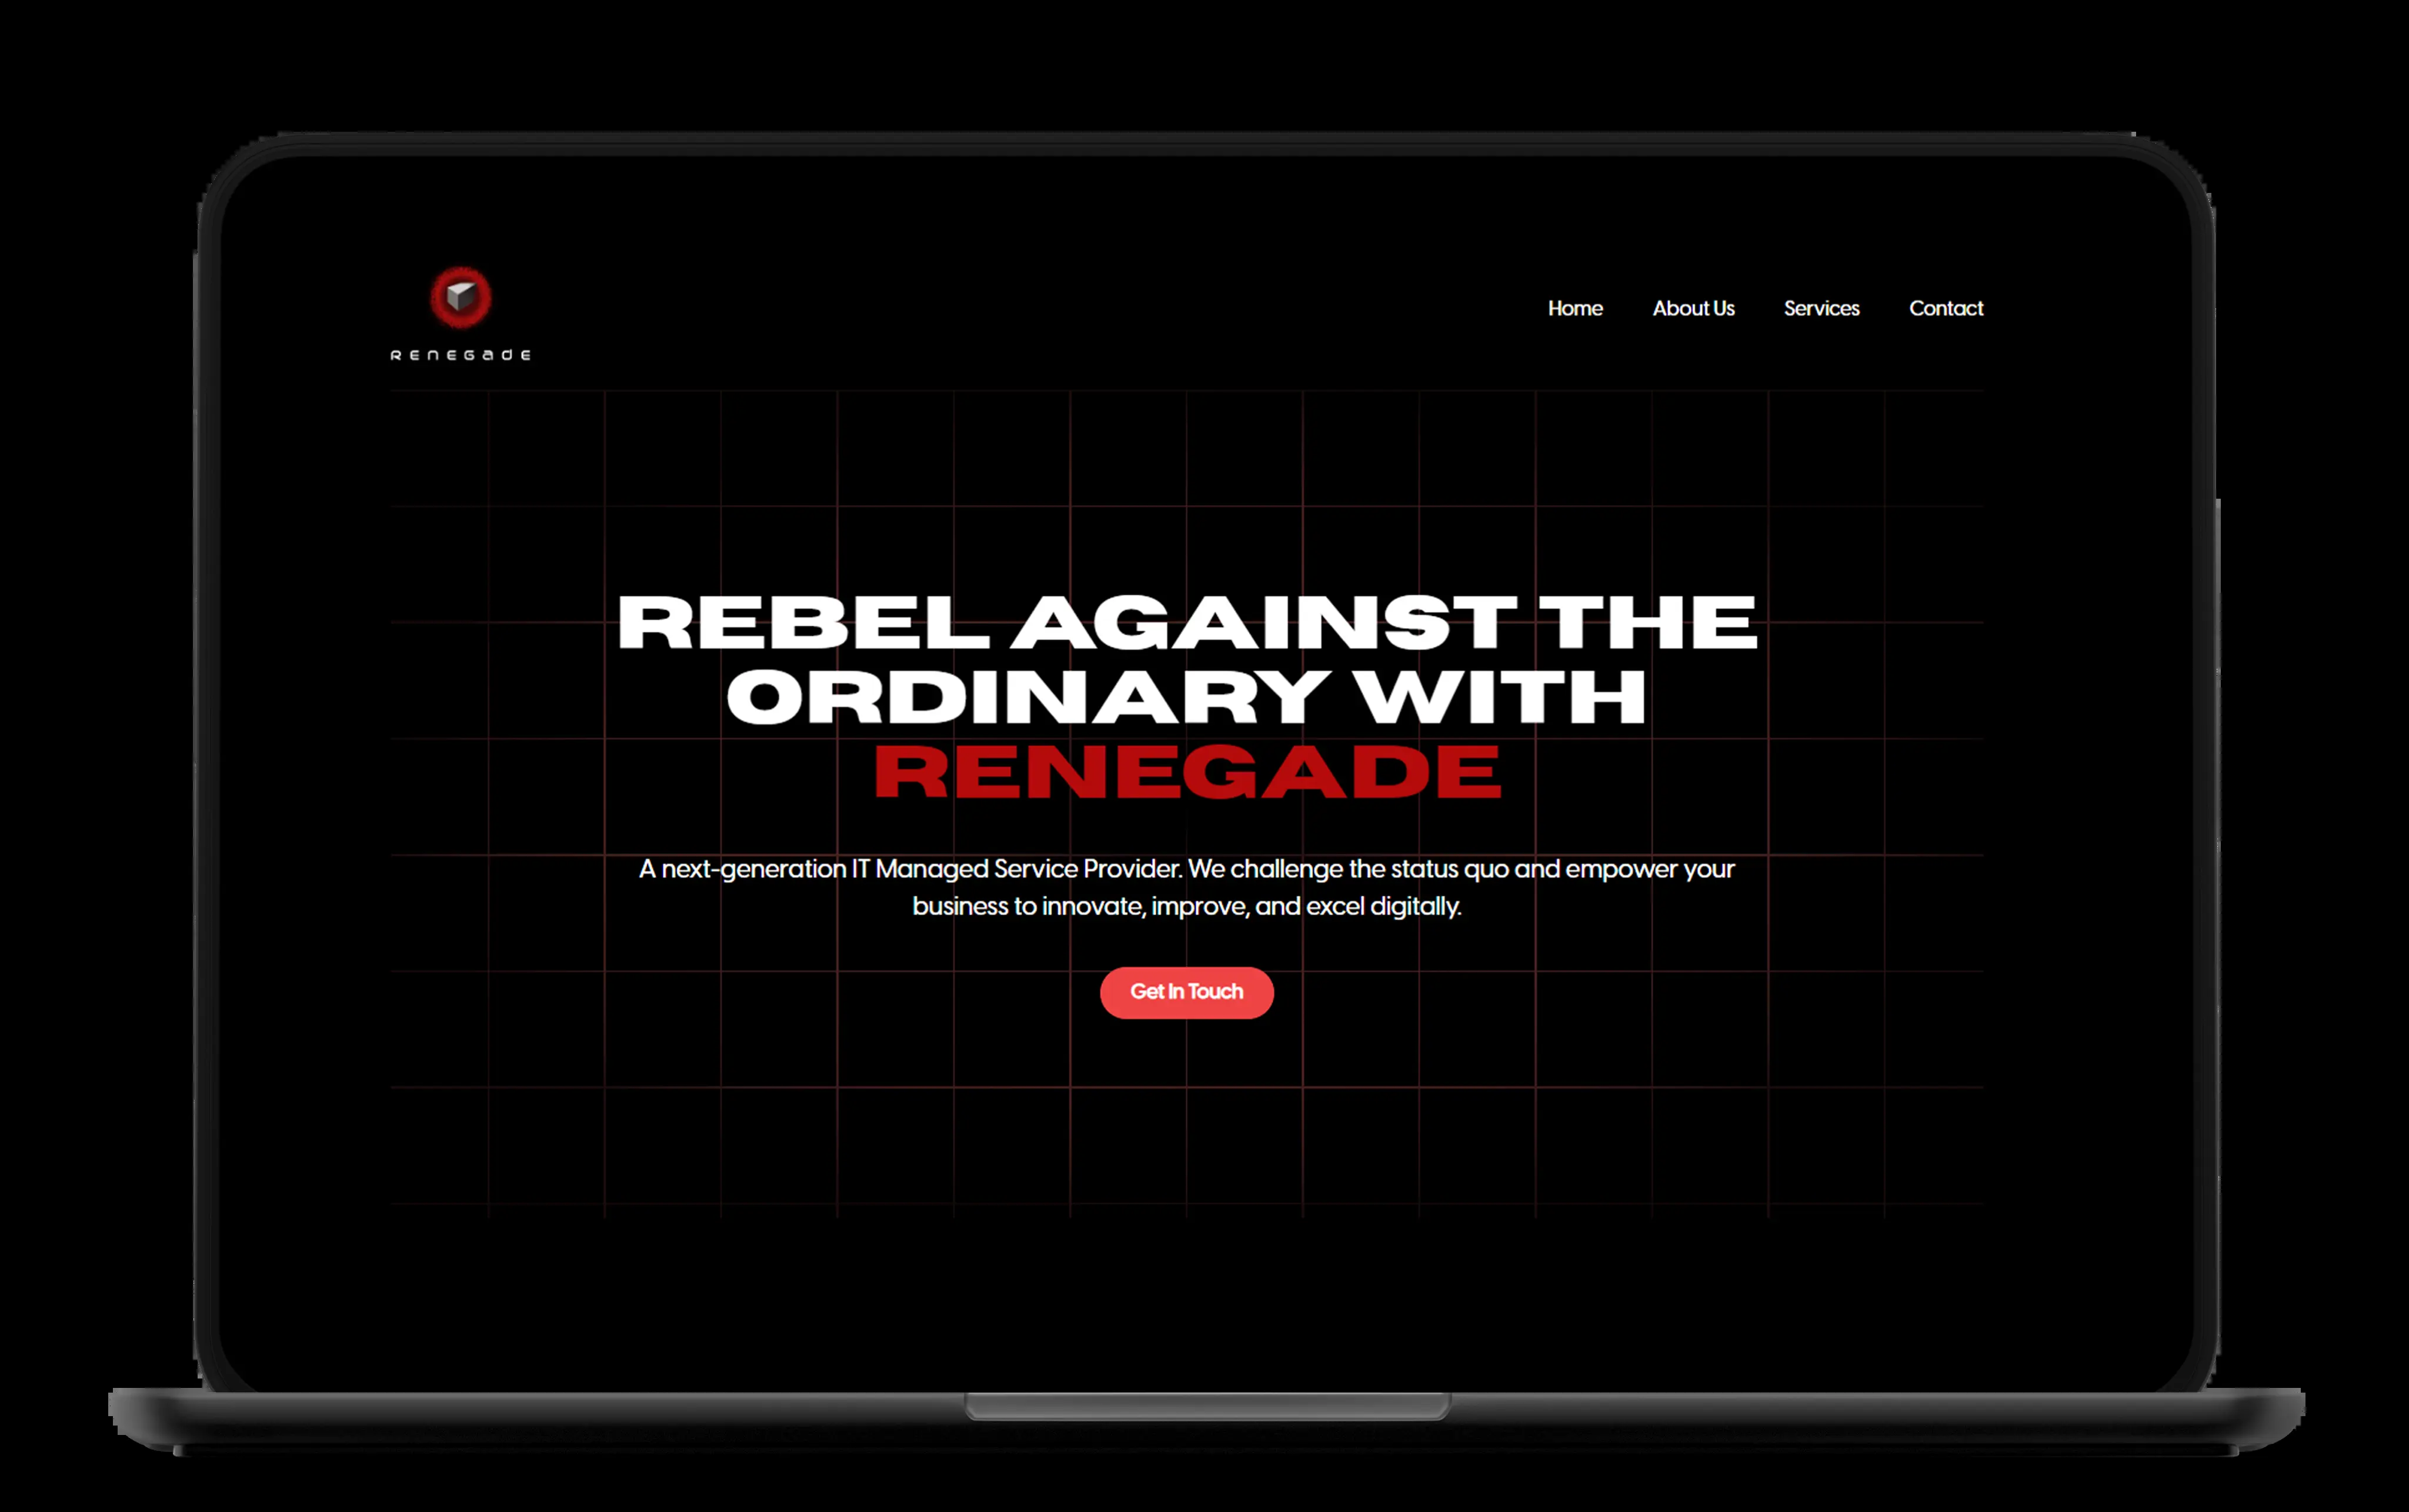 RENEGADE
Home About Us Services Contact
REBEL AGAINST THE
ORDINARY WITH
RENEGADE
A next-generation IT Managed Service Provider. We challenge the status quo and empower your
business to innovate, improve, and excel digitally.
Get In Touch